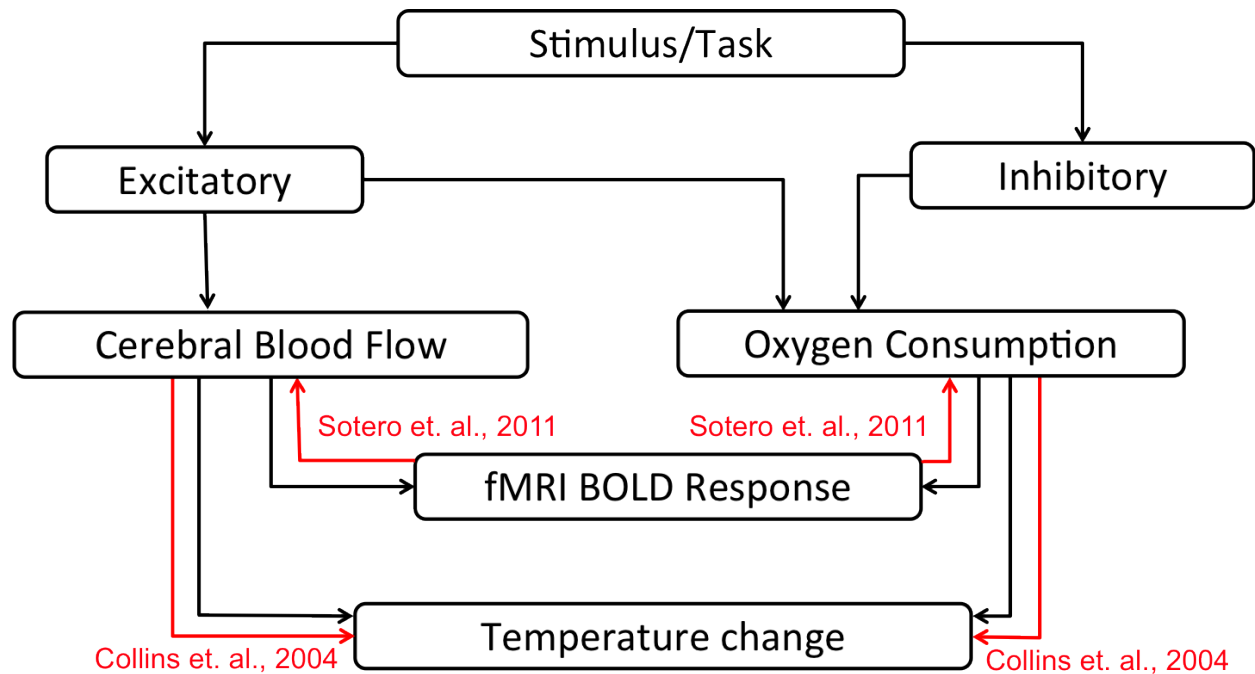 Stimulus/Task
Excitatory
Inhibitory
Cerebral Blood Flow
Oxygen Consumption
Sotero et. al., 2011
Sotero et. al., 2011
fMRI BOLD Response
Temperature change
Collins et. al., 2004
Collins et. al., 2004